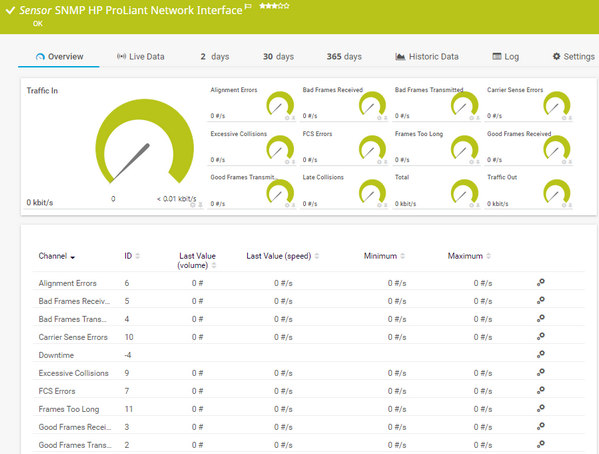 Sensor SNMP HP ProLiant Network Interface
OK
Overview
Live Data
2 days
30 days
365 days
Historic Data
Log
Settings
Traffic In
0 kbit/s
0
< 0.01 kbit/s
Alignment Errors
0 #/s
Bad Frames Received
0 #/s
Bad Frames Transmitted
0 #/s
Carrier Sense Errors
0 #/s
Excessive Collisions
0 #/s
FCS Errors
0 #/s
Frames Too Long
0 #/s
Good Frames Received
0 #/s
Good Frames Transmit...
0 #/s
Late Collisions
0 #/s
Total
0 kbit/s
Traffic Out
0 kbit/s
Channel ID Last Value (volume) Last Value (speed) Minimum Maximum
Alignment Errors 6 0 # 0 #/s 0 #/s 0 #/s
Bad Frames Receiv... 5 0 # 0 #/s 0 #/s 0 #/s
Bad Frames Trans... 4 0 # 0 #/s 0 #/s 0 #/s
Carrier Sense Errors 10 0 # 0 #/s 0 #/s 0 #/s
Downtime -4
Excessive Collisions 9 0 # 0 #/s 0 #/s 0 #/s
FCS Errors 7 0 # 0 #/s 0 #/s 0 #/s
Frames Too Long 11 0 # 0 #/s 0 #/s 0 #/s
Good Frames Recei... 3 0 # 0 #/s 0 #/s 0 #/s
Good Frames Trans... 2 0 # 0 #/s 0 #/s 0 #/s